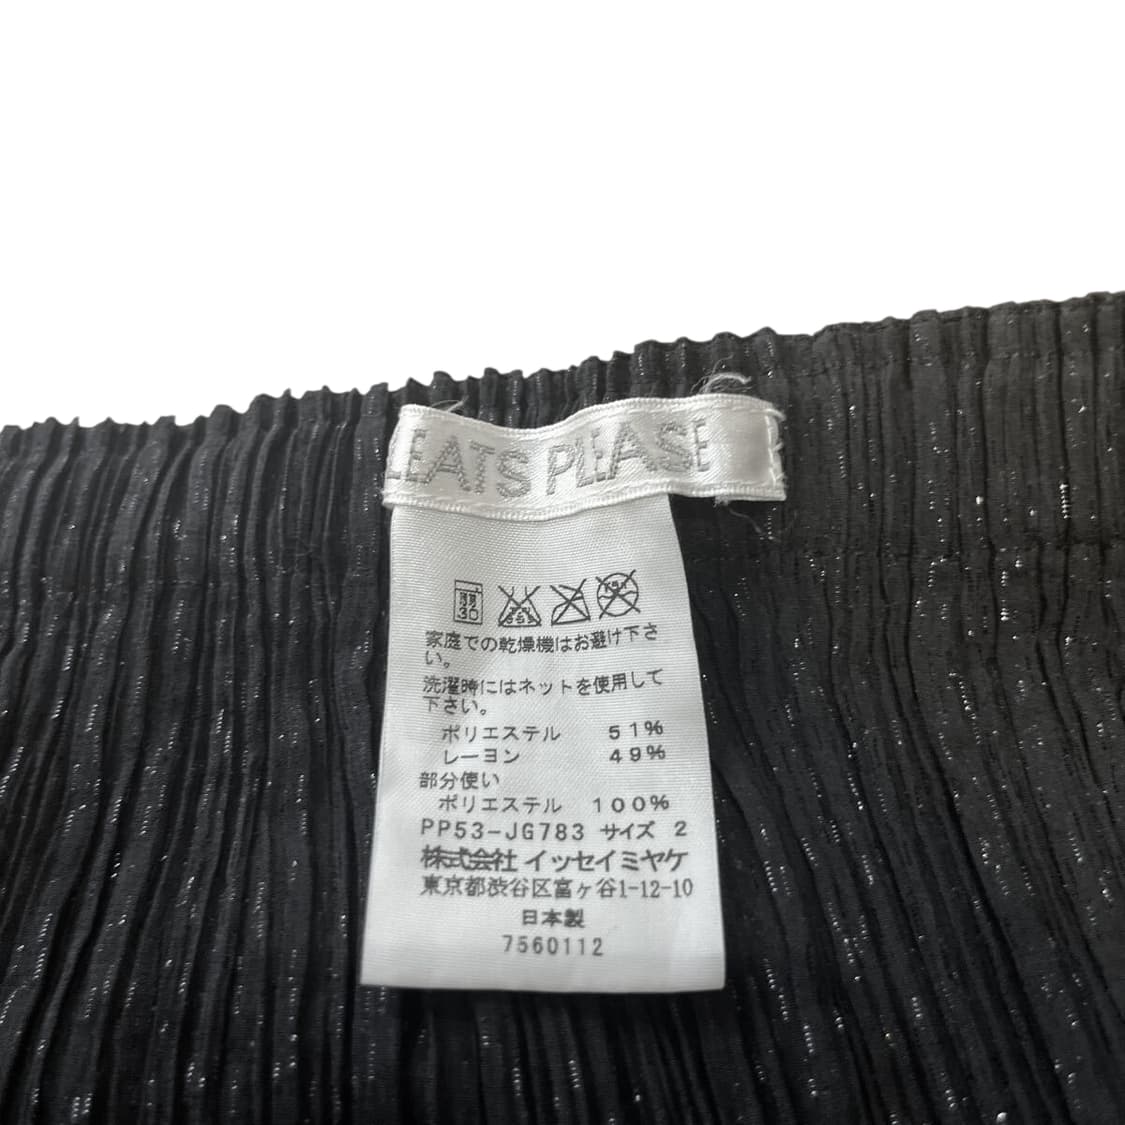 LEATS PLEASE
家庭での乾燥機はお避け下さ
い。
洗濯時にはネットを使用して
下さい。
ポリエステル 51%
レーヨン 49%
部分使い
ポリエステル 100%
PP53-JG783 サイズ 2
株式会社 イッセイミヤケ
東京都渋谷区富ヶ谷1-12-10
日本製
7560112